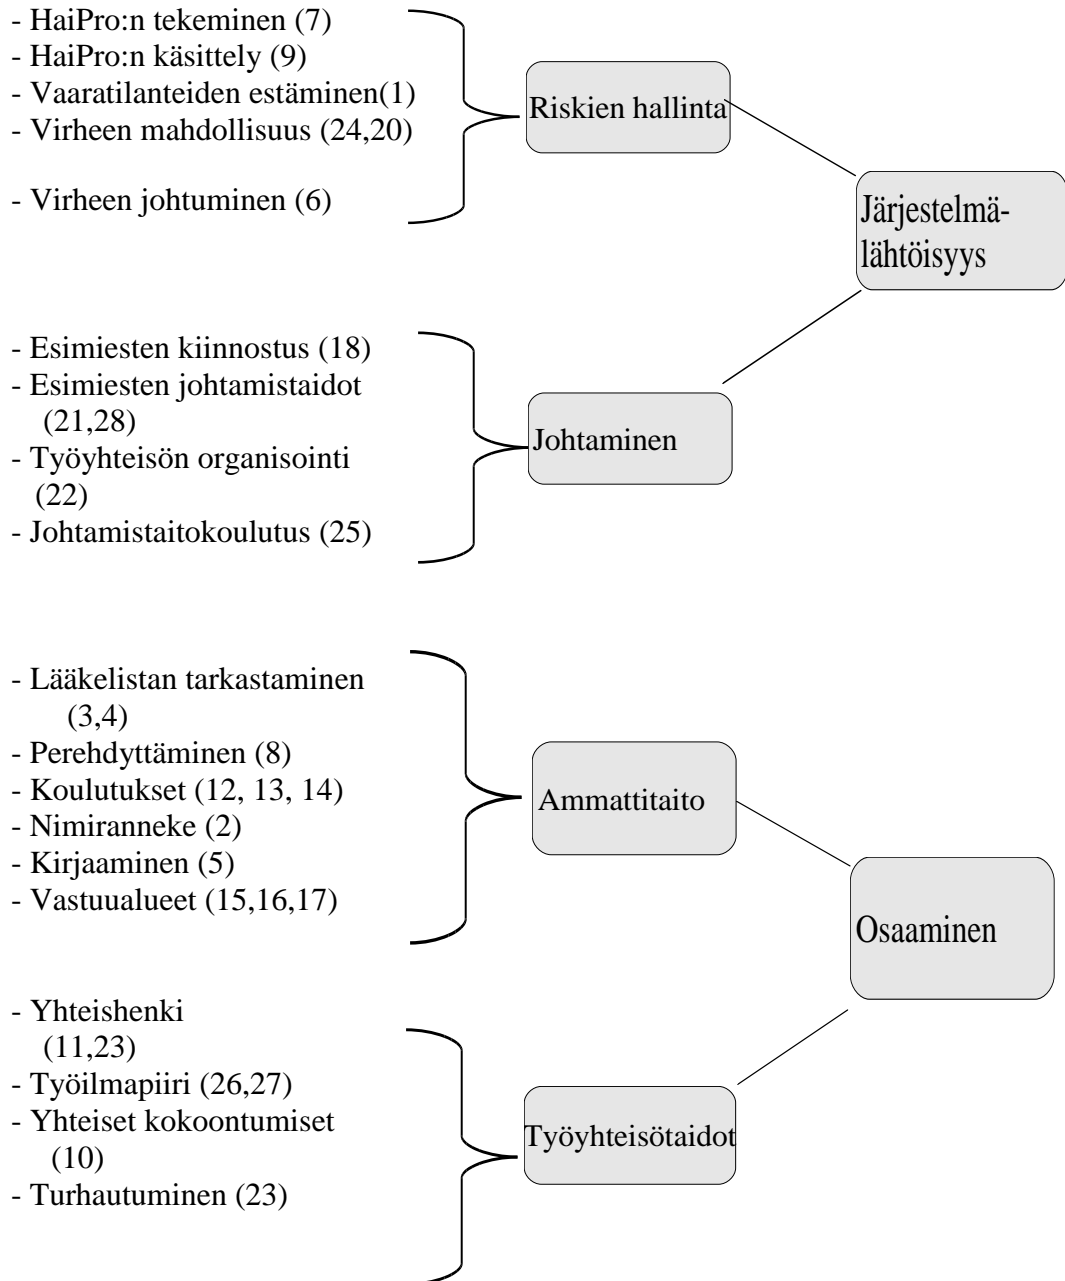 - HaiPro:n tekeminen (7)
- HaiPro:n käsittely (9)
- Vaaratilanteiden estäminen(1)
- Virheen mahdollisuus (24,20)
- Virheen johtuminen (6)
Riskien hallinta
Järjestelmä-
lähtöisyys
- Esimiesten kiinnostus (18)
- Esimiesten johtamistaidot
(21,28)
- Työyhteisön organisointi
(22)
- Johtamistaitokoulutus (25)
Johtaminen
- Lääkelistan tarkastaminen
(3,4)
- Perehdyttäminen (8)
- Koulutukset (12, 13, 14)
- Nimiranneke (2)
- Kirjaaminen (5)
- Vastuualueet (15,16,17)
Ammattitaito
Osaaminen
- Yhteishenki
(11,23)
- Työilmapiiri (26,27)
- Yhteiset kokoontumiset
(10)
- Turhautuminen (23)
Työyhteisötaidot